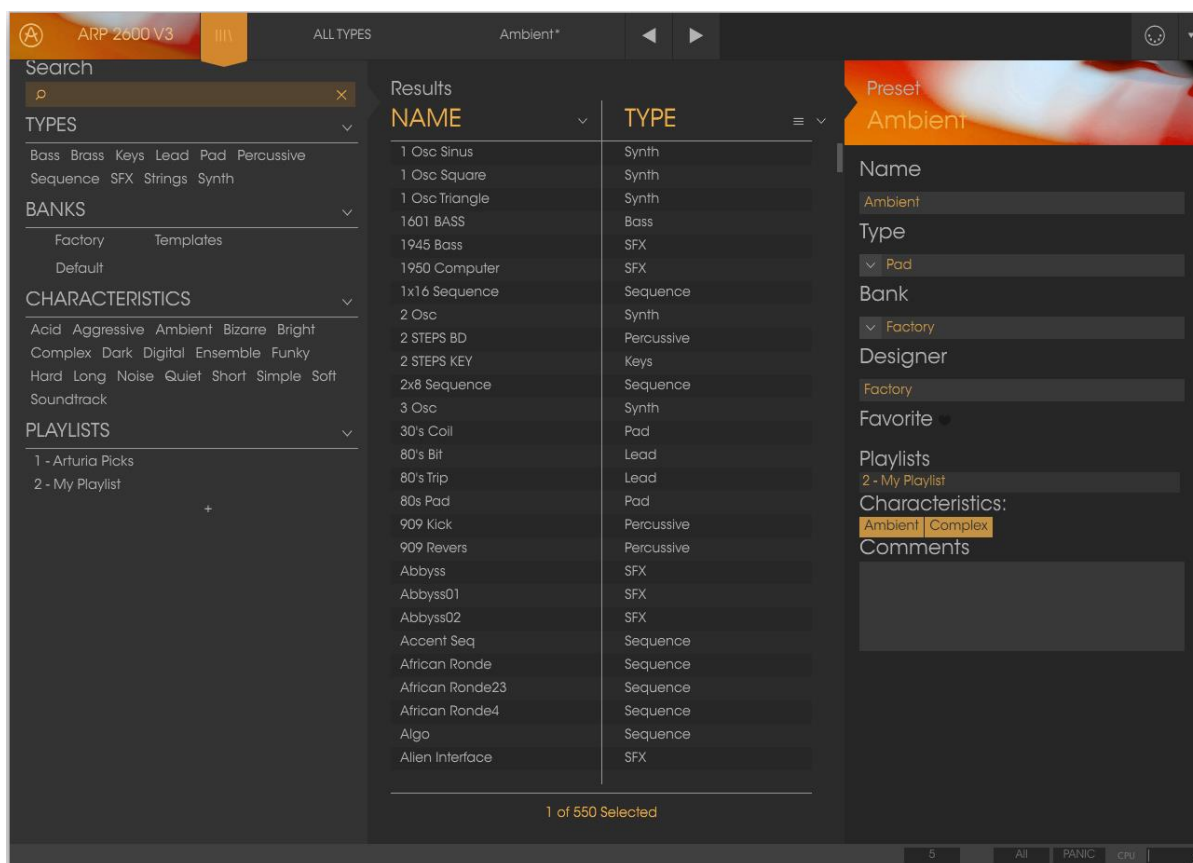 ARP 2600 V3
ALL TYPES
Ambient*
Search
TYPES
Bass Brass Keys Lead Pad Percussive
Sequence SFX Strings Synth
BANKS
Factory Templates
Default
CHARACTERISTICS
Acid Aggressive Ambient Bizarre Bright
Complex Dark Digital Ensemble Funky
Hard Long Noise Quiet Short Simple Soft
Soundtrack
PLAYLISTS
1 - Arturia Picks
2 - My Playlist
+
Results
NAME TYPE
1 Osc Sinus Synth
1 Osc Square Synth
1 Osc Triangle Synth
1601 BASS Bass
1945 Bass SFX
1950 Computer SFX
1x16 Sequence Sequence
2 Osc Synth
2 STEPS BD Percussive
2 STEPS KEY Keys
2x8 Sequence Sequence
3 Osc Synth
30's Coil Pad
80's Bit Lead
80's Trip Lead
80s Pad Pad
909 Kick Percussive
909 Revers Percussive
Abbyss SFX
Abbyss01 SFX
Abbyss02 SFX
Accent Seq Sequence
African Ronde Sequence
African Ronde23 Sequence
African Ronde4 Sequence
Algo Sequence
Alien Interface SFX
1 of 550 Selected
Preset
Ambient
Name
Ambient
Type
Pad
Bank
Factory
Designer
Factory
Favorite
Playlists
2 - My Playlist
Characteristics:
Ambient Complex
Comments
5 All PANIC CPU